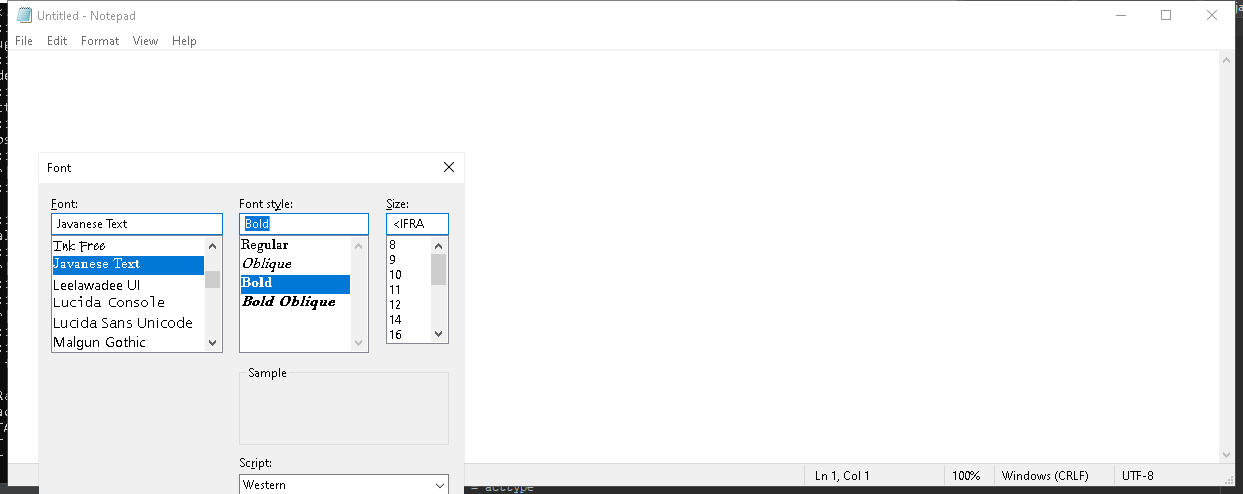 Untitled - Notepad
File Edit Format View Help
Font
Font: Font style: Size:
Javanese Text Bold <IFRA
Ink Free Regular 8
Javanese Text Oblique 9
Leelawadee UI Bold 10
Lucida Console Bold Oblique 11
Lucida Sans Unicode 12
Malgun Gothic 14
16
Sample
Script:
Western
Ln 1, Col 1 100% Windows (CRLF) UTF-8
= acctype